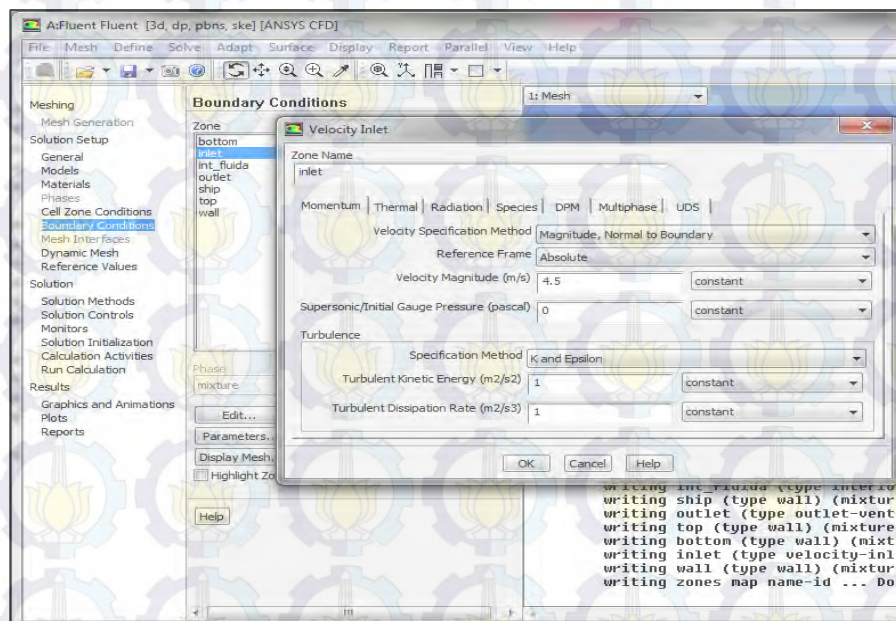 A:Fluent Fluent [3d, dp, pbns, ske] [ANSYS CFD]
File Mesh Define Solve Adapt Surface Display Report Parallel View Help
Meshing
Mesh Generation
Solution Setup
General
Models
Materials
Phases
Cell Zone Conditions
Boundary Conditions
Mesh Interfaces
Dynamic Mesh
Reference Values
Solution
Solution Methods
Solution Controls
Monitors
Solution Initialization
Calculation Activities
Run Calculation
Results
Graphics and Animations
Plots
Reports
Boundary Conditions
Zone
bottom
inlet
int_fluida
outlet
ship
top
wall
Phase
mixture
Edit...
Parameters...
Display Mesh.
Highlight Zo
Help
1: Mesh
Velocity Inlet
Zone Name
inlet
Momentum Thermal Radiation Species DPM Multiphase UDS
Velocity Specification Method Magnitude, Normal to Boundary
Reference Frame Absolute
Velocity Magnitude (m/s) 4.5 constant
Supersonic/Initial Gauge Pressure (pascal) 0 constant
Turbulence
Specification Method K and Epsilon
Turbulent Kinetic Energy (m2/s2) 1 constant
Turbulent Dissipation Rate (m2/s3) 1 constant
OK Cancel Help
writing int_fluida (type interio
writing ship (type wall) (mixtur
writing outlet (type outlet-vent
writing top (type wall) (mixture
writing bottom (type wall) (mixt
writing inlet (type velocity-inl
writing wall (type wall) (mixtur
writing zones map name-id ... Do